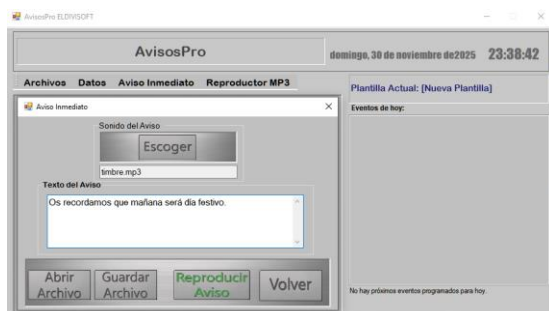 AvisosPro ELDIVISOFT
AvisosPro
domingo, 30 de noviembre de2025 23:38:42
Archivos Datos Aviso Inmediato Reproductor MP3
Plantilla Actual: [Nueva Plantilla]
Eventos de hoy:
Aviso Inmediato
Sonido del Aviso
Escoger
timbre.mp3
Texto del Aviso
Os recordamos que mañana será día festivo.
Abrir Archivo
Guardar Archivo
Reproducir Aviso
Volver
No hay próximos eventos programados para hoy.